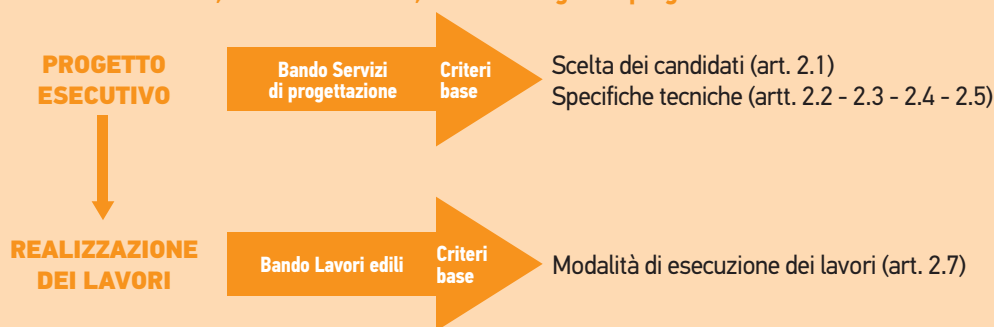 PROGETTO
ESECUTIVO
Bando Servizi
di progettazione
Criteri
base
Scelta dei candidati (art. 2.1)
Specifiche tecniche (artt. 2.2 - 2.3 - 2.4 - 2.5)
REALIZZAZIONE
DEI LAVORI
Bando Lavori edili
Criteri
base
Modalità di esecuzione dei lavori (art. 2.7)